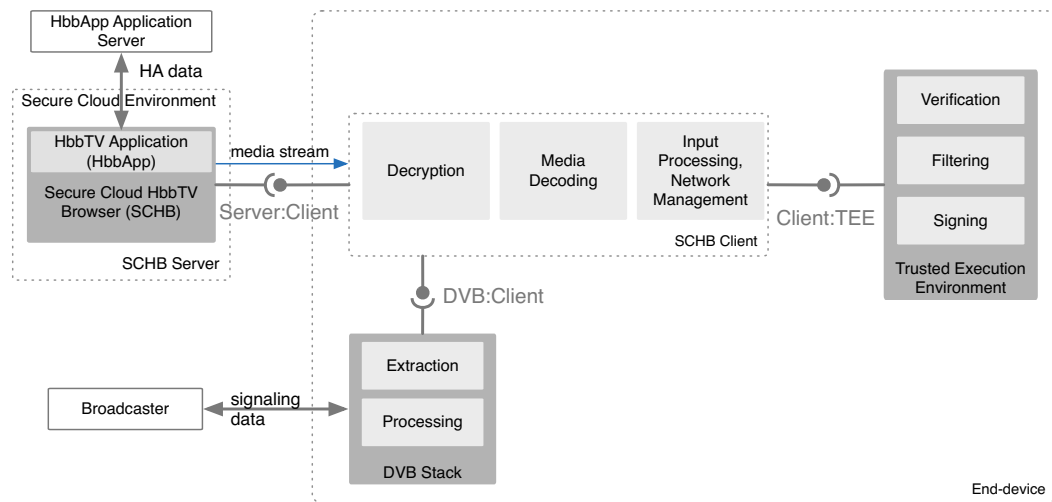 HbbApp Application
Server
HA data
Secure Cloud Environment
HbbTV Application
(HbbApp)
Secure Cloud HbbTV
Browser (SCHB)
SCHB Server
media stream
Server:Client
Decryption
Media
Decoding
Input
Processing,
Network
Management
SCHB Client
Client:TEE
Verification
Filtering
Signing
Trusted Execution
Environment
DVB:Client
Extraction
Processing
DVB Stack
Broadcaster
signaling
data
End-device